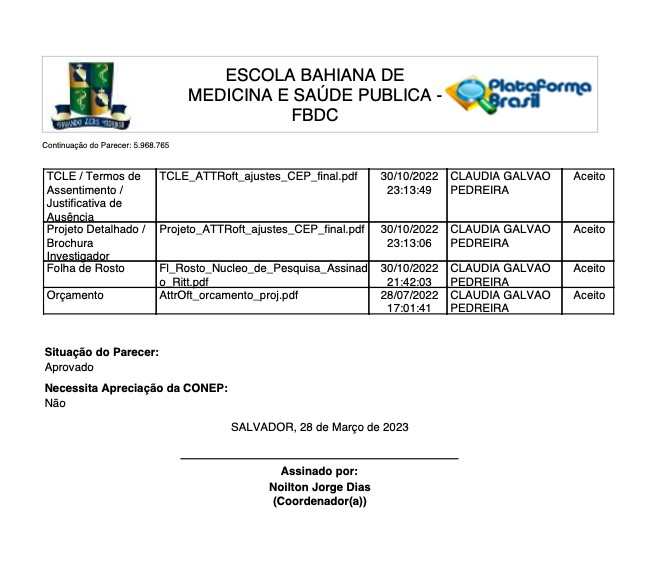 ESCOLA BAHIANA DE
MEDICINA E SAÚDE PUBLICA -
FBDC
Plataforma
Brasil
Continuação do Parecer: 5.968.765
TCLE / Termos de
Assentimento /
Justificativa de
Ausência
TCLE_ATTRoft_ajustes_CEP_final.pdf
30/10/2022
23:13:49
CLAUDIA GALVAO
PEDREIRA
Aceito
Projeto Detalhado /
Brochura
Investigador
Projeto_ATTRoft_ajustes_CEP_final.pdf
30/10/2022
23:13:06
CLAUDIA GALVAO
PEDREIRA
Aceito
Folha de Rosto
Fl_Rosto_Nucleo_de_Pesquisa_Assinad
o_Ritt.pdf
30/10/2022
21:42:03
CLAUDIA GALVAO
PEDREIRA
Aceito
Orçamento
AttrOft_orcamento_proj.pdf
28/07/2022
17:01:41
CLAUDIA GALVAO
PEDREIRA
Aceito
Situação do Parecer:
Aprovado
Necessita Apreciação da CONEP:
Não
SALVADOR, 28 de Março de 2023
Assinado por:
Noilton Jorge Dias
(Coordenador(a))